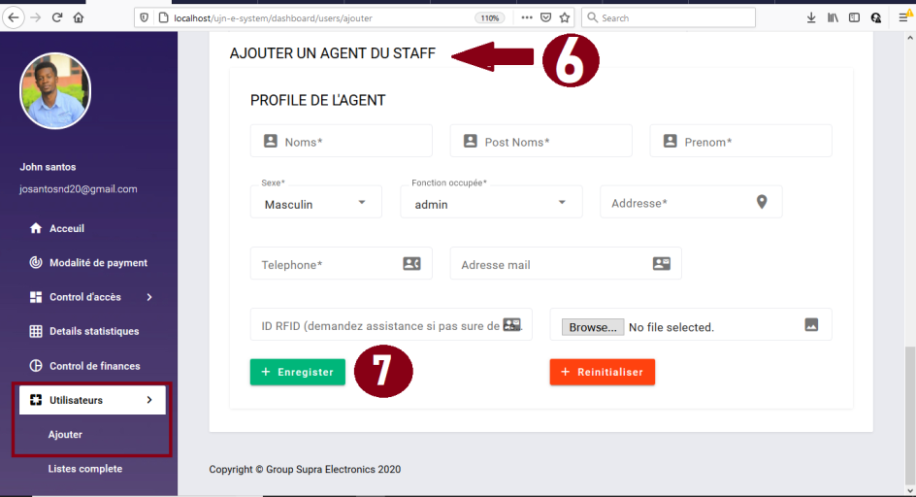 localhost/ujn-e-system/dashboard/users/ajouter
110%
Search
AJOUTER UN AGENT DU STAFF
6
John santos
josantosnd20@gmail.com
Acceuil
Modalité de payment
Control d'accès
Details statistiques
Control de finances
Utilisateurs
Ajouter
Listes complete
PROFILE DE L'AGENT
Noms*
Post Noms*
Prenom*
Sexe*
Masculin
Fonction occupée*
admin
Addresse*
Telephone*
Adresse mail
ID RFID (demandez assistance si pas sure de
Browse... No file selected.
+ Enregister
7
+ Reinitialiser
Copyright © Group Supra Electronics 2020